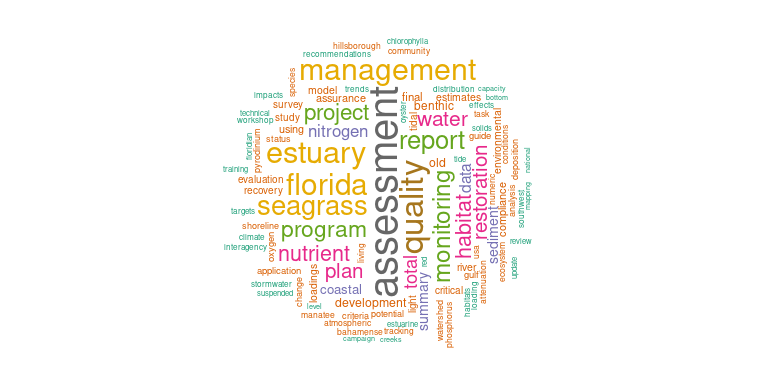 chlorophylla
hillsborough
community
recommendations
management
species
model
trends
distribution
capacity
impacts
assurance
final
estimates
bottom
survey
project
assessment
oyster
tidal
benthic
effects
technical
workshop
study
water
task
using
nitrogen
solids
environmental
status
report
guide
conditions
floridian
pyrodinium
estuary
quality
old
tide
deposition
national
training
evaluation
florida
monitoring
habitat
data
restoration
numeric
recovery
analysis
mapping
targets
seagrass
compliance
southwest
shoreline
program
sediment
climate
interagency
oxygen
nutrient
living
total
red
usa
ecosystem
review
update
application
plan
river
gulf
attenuation
stormwater
suspended
change
loadings
coastal
summary
critical
habitats
loading
level
development
light
manatee
criteria
potential
watershed
phosphorus
atmospheric
estuarine
bahamense
tracking
campaign
creeks